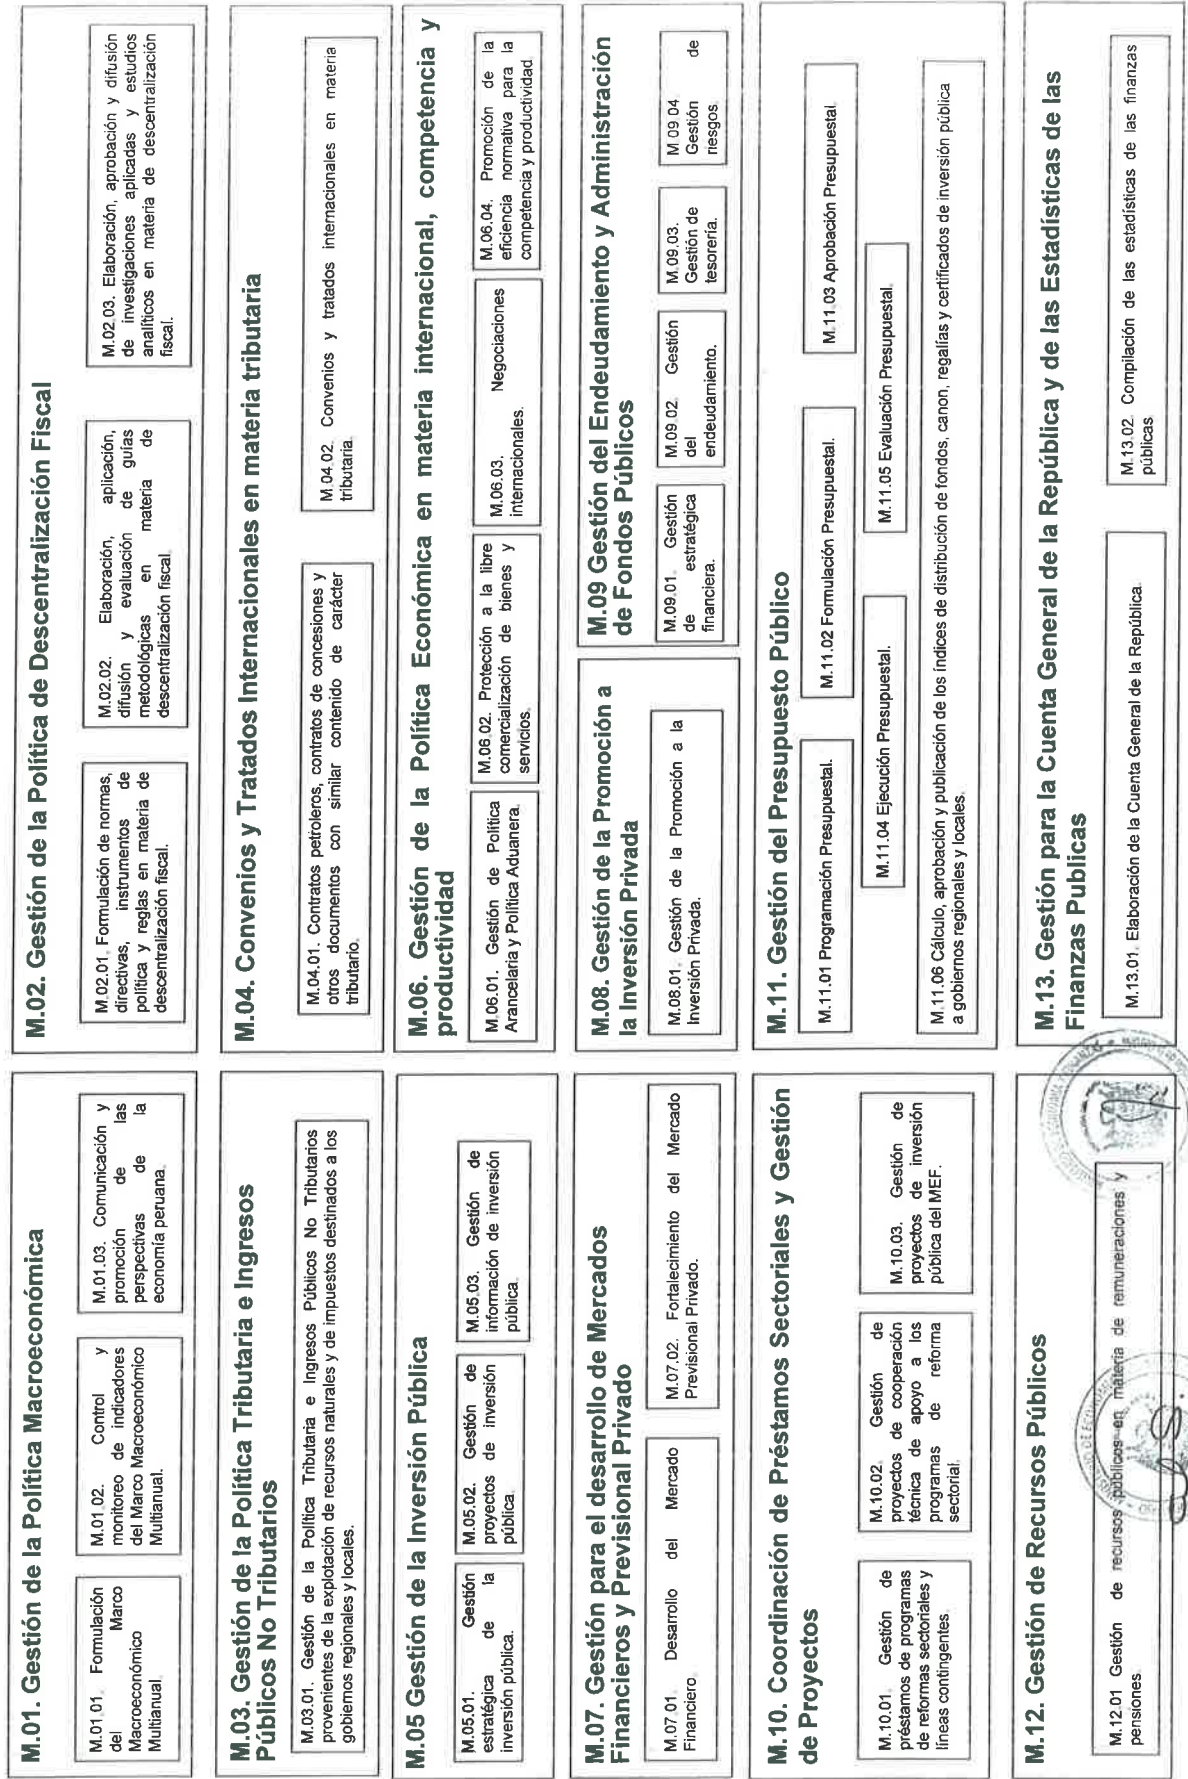 M.01. Gestión de la Política Macroeconómica
M.01.01. Formulación
del Marco
Macroeconómico
Multianual.
M.01.02. Control y
monitoreo de indicadores
del Marco Macroeconómico
Multianual.
M.01.03. Comunicación y
promoción de las
perspectivas de la
economía peruana.
M.02. Gestión de la Política de Descentralización Fiscal
M.02.01. Formulación de normas,
directivas, instrumentos de
política y reglas en materia de
descentralización fiscal.
M.02.02. Elaboración, aplicación,
difusión y evaluación de guías
metodológicas en materia de
descentralización fiscal.
M.02.03. Elaboración, aprobación y difusión
de investigaciones aplicadas y estudios
analíticos en materia de descentralización
fiscal.
M.03. Gestión de la Política Tributaria e Ingresos
Públicos No Tributarios
M.03.01. Gestión de la Política Tributaria e Ingresos Públicos No Tributarios
provenientes de la explotación de recursos naturales y de impuestos destinados a los
gobiernos regionales y locales.
M.04. Convenios y Tratados Internacionales en materia tributaria
M.04.01. Contratos petroleros, contratos de concesiones y
otros documentos con similar contenido de carácter
tributario.
M.04.02. Convenios y tratados internacionales en materia
tributaria.
M.05 Gestión de la Inversión Pública
M.05.01. Gestión
estratégica de la
inversión pública.
M.05.02. Gestión de
proyectos de inversión
pública.
M.05.03. Gestión de
información de inversión
pública.
M.06. Gestión de la Política Económica en materia internacional, competencia y
productividad
M.06.01. Gestión de Política
Arancelaria y Política Aduanera.
M.06.02. Protección a la libre
comercialización de bienes y
servicios.
M.06.03. Negociaciones
internacionales.
M.06.04. Promoción de la
eficiencia normativa para la
competencia y productividad.
M.07. Gestión para el desarrollo de Mercados
Financieros y Previsional Privado
M.07.01. Desarrollo del Mercado
Financiero
M.07.02. Fortalecimiento del Mercado
Previsional Privado.
M.08. Gestión de la Promoción a
la Inversión Privada
M.08.01. Gestión de la Promoción a la
Inversión Privada.
M.09 Gestión del Endeudamiento y Administración
de Fondos Públicos
M.09.01. Gestión
de estratégica
financiera.
M.09.02. Gestión
del
endeudamiento.
M.09.03.
Gestión de
tesorería.
M.09.04
Gestión de
riesgos.
M.10. Coordinación de Préstamos Sectoriales y Gestión
de Proyectos
M.10.01. Gestión de
préstamos de programas
de reformas sectoriales y
líneas contingentes.
M.10.02. Gestión de
proyectos de cooperación
técnica de apoyo a los
programas de reforma
sectorial.
M.10.03. Gestión de
proyectos de inversión
pública del MEF.
M.11. Gestión del Presupuesto Público
M.11.01 Programación Presupuestal.
M.11.02 Formulación Presupuestal.
M.11.03 Aprobación Presupuestal.
M.11.04 Ejecución Presupuestal.
M.11.05 Evaluación Presupuestal.
M.11.06 Cálculo, aprobación y publicación de los índices de distribución de fondos, canon, regalías y certificados de inversión pública
a gobiernos regionales y locales.
M.12. Gestión de Recursos Públicos
M.12.01 Gestión de recursos públicos en materia de remuneraciones y
pensiones.
M.13. Gestión para la Cuenta General de la República y de las Estadísticas de las
Finanzas Publicas
M.13.01. Elaboración de la Cuenta General de la República.
M.13.02. Compilación de las estadísticas de las finanzas
públicas